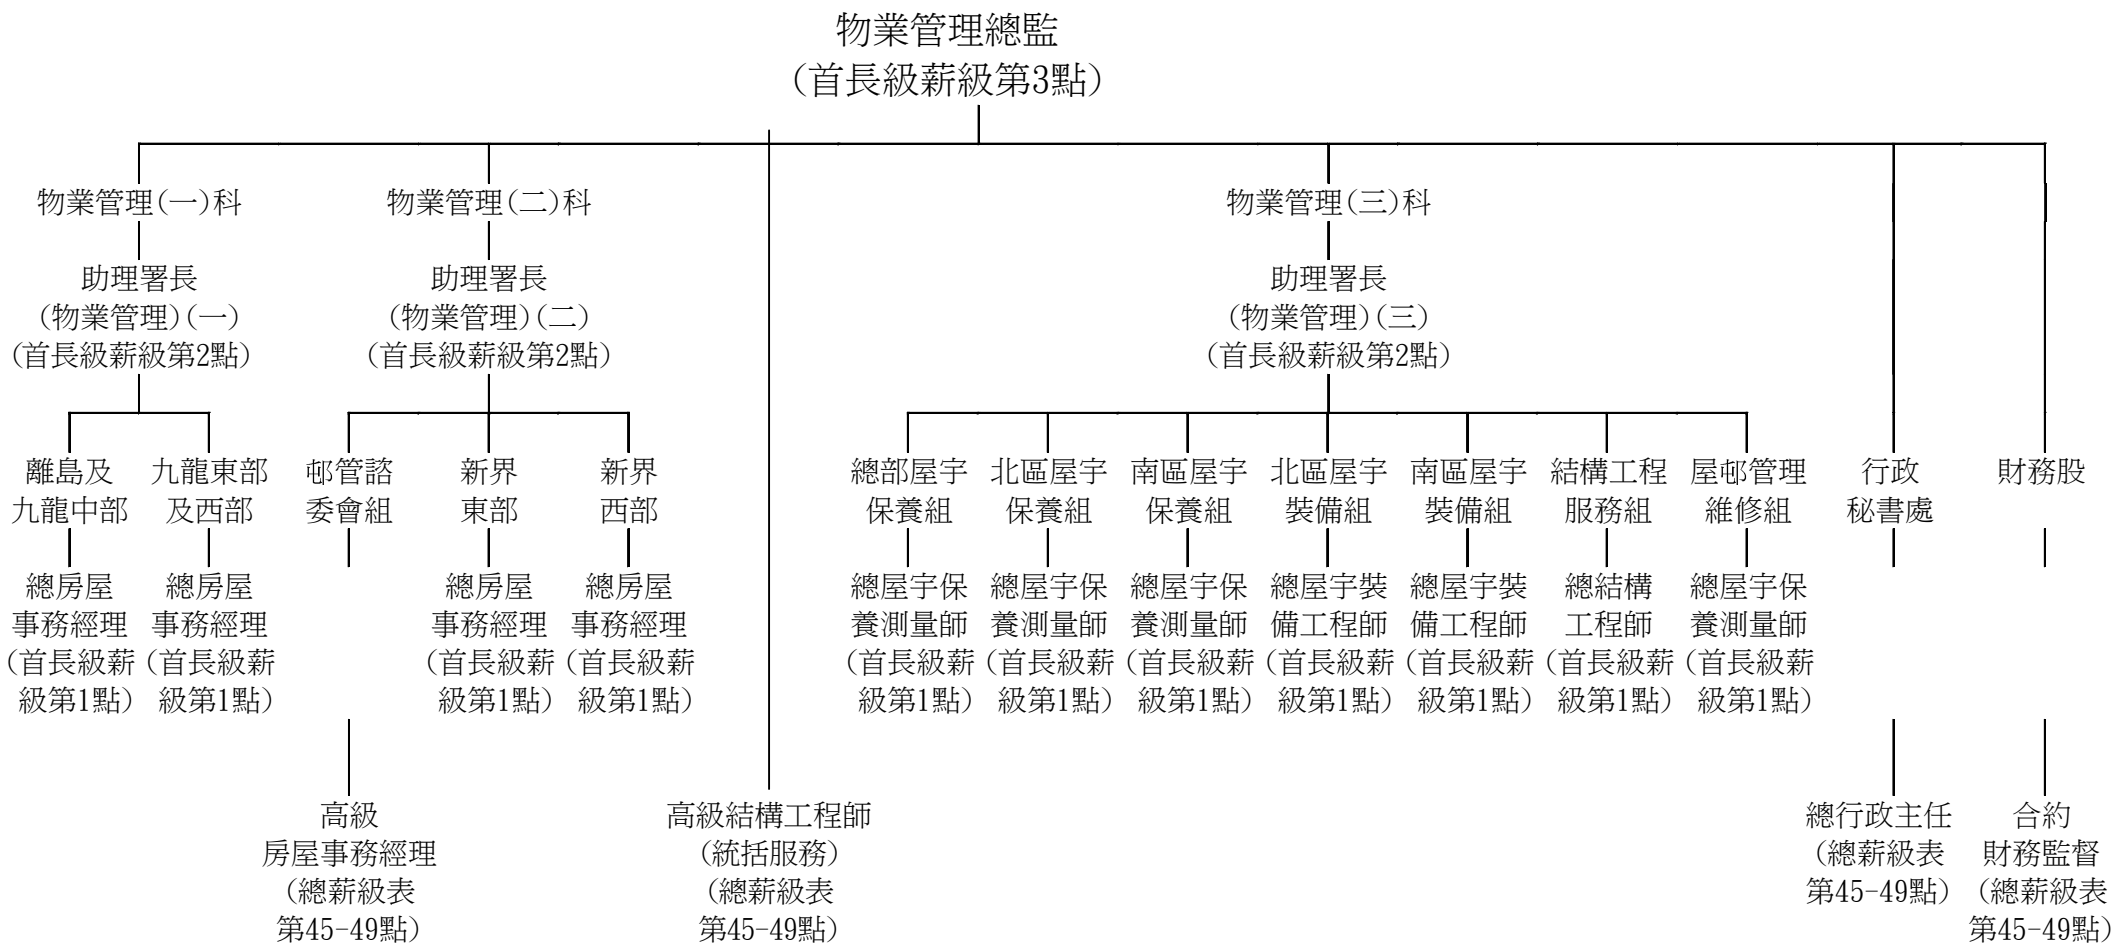 物業管理總監
(首長級薪級第3點)
物業管理(一)科
助理署長
(物業管理)(一)
(首長級薪級第2點)
離島及
九龍中部
總房屋
事務經理
(首長級薪
級第1點)
九龍東部
及西部
總房屋
事務經理
(首長級薪
級第1點)
物業管理(二)科
助理署長
(物業管理)(二)
(首長級薪級第2點)
邨管諮
委會組
高級
房屋事務經理
(總薪級表
第45-49點)
新界
東部
總房屋
事務經理
(首長級薪
級第1點)
新界
西部
總房屋
事務經理
(首長級薪
級第1點)
高級結構工程師
(統括服務)
(總薪級表
第45-49點)
物業管理(三)科
助理署長
(物業管理)(三)
(首長級薪級第2點)
總部屋宇
保養組
總屋宇保
養測量師
(首長級薪
級第1點)
北區屋宇
保養組
總屋宇保
養測量師
(首長級薪
級第1點)
南區屋宇
保養組
總屋宇保
養測量師
(首長級薪
級第1點)
北區屋宇
裝備組
總屋宇裝
備工程師
(首長級薪
級第1點)
南區屋宇
裝備組
總屋宇裝
備工程師
(首長級薪
級第1點)
結構工程
服務組
總結構
工程師
(首長級薪
級第1點)
屋邨管理
維修組
總屋宇保
養測量師
(首長級薪
級第1點)
行政
秘書處
總行政主任
(總薪級表
第45-49點)
財務股
合約
財務監督
(總薪級表
第45-49點)